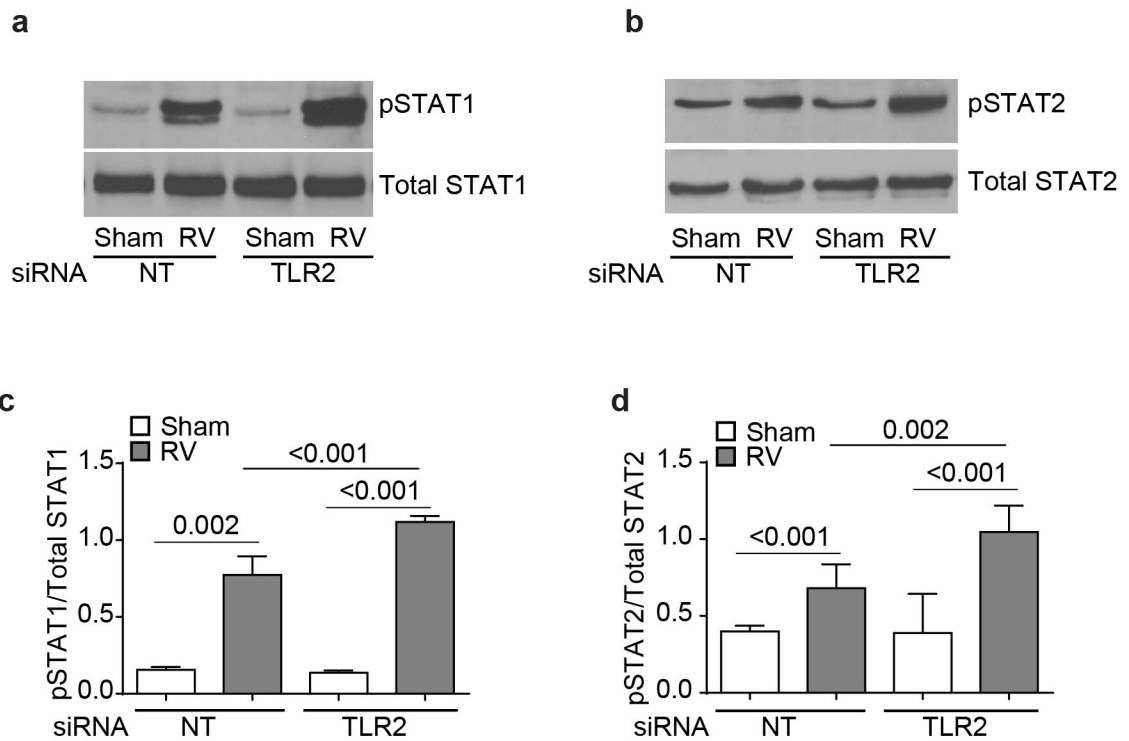 a
pSTAT1
Total STAT1
Sham RV Sham RV
siRNA NT TLR2
b
pSTAT2
Total STAT2
Sham RV Sham RV
siRNA NT TLR2
c
Sham
RV
<0.001
<0.001
0.002
1.5
1.0
0.5
0.0
pSTAT1/Total STAT1
siRNA NT TLR2
d
Sham
RV
0.002
<0.001
<0.001
1.5
1.0
0.5
0.0
pSTAT2/Total STAT2
siRNA NT TLR2